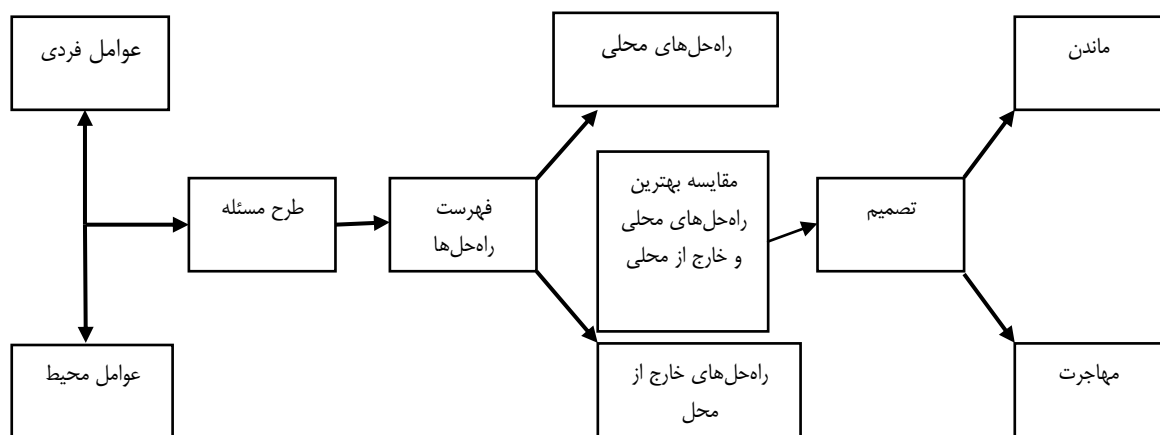 عوامل فردی
راه‌حل‌های محلی
ماندن
طرح مسئله
فهرست
راه‌حل‌ها
مقایسه بهترین
راه‌حل‌های محلی
و خارج از محلی
تصمیم
عوامل محیط
راه‌حل‌های خارج از
محل
مهاجرت